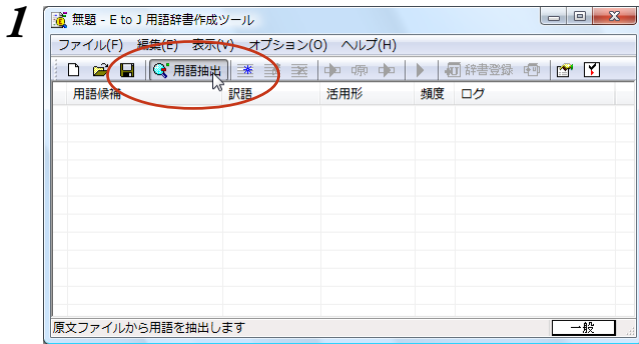 1
無題 - E to J 用語辞書作成ツール
ファイル(F) 編集(E) 表示(V) オプション(O) ヘルプ(H)
用語抽出 辞書登録
用語候補 訳語 活用形 頻度 ログ
原文ファイルから用語を抽出します 一般